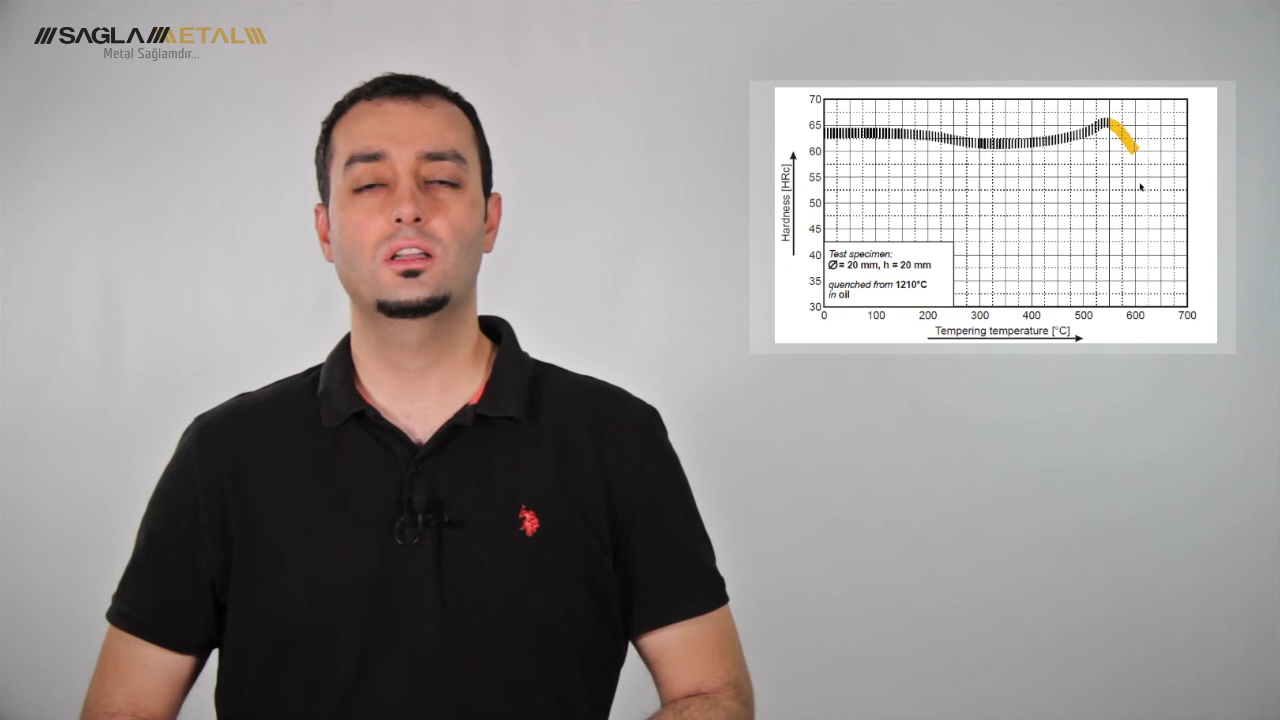 SAGLAMETAL
Metal Sağlamdır...
70
65
60
55
50
45
40
35
30
Hardness [HRc]
Test specimen:
Ø= 20 mm, h = 20 mm
quenched from 1210°C
in oil
0 100 200 300 400 500 600 700
Tempering temperature [°C]